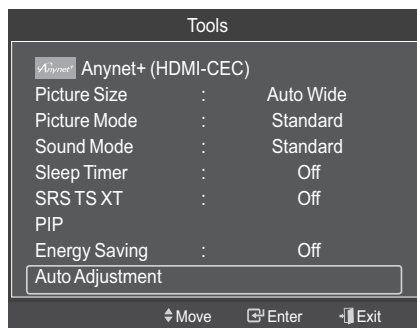 Tools
Anynet+ Anynet+ (HDMI-CEC)
Picture Size : Auto Wide
Picture Mode : Standard
Sound Mode : Standard
Sleep Timer : Off
SRS TS XT : Off
PIP
Energy Saving : Off
Auto Adjustment
Move Enter Exit